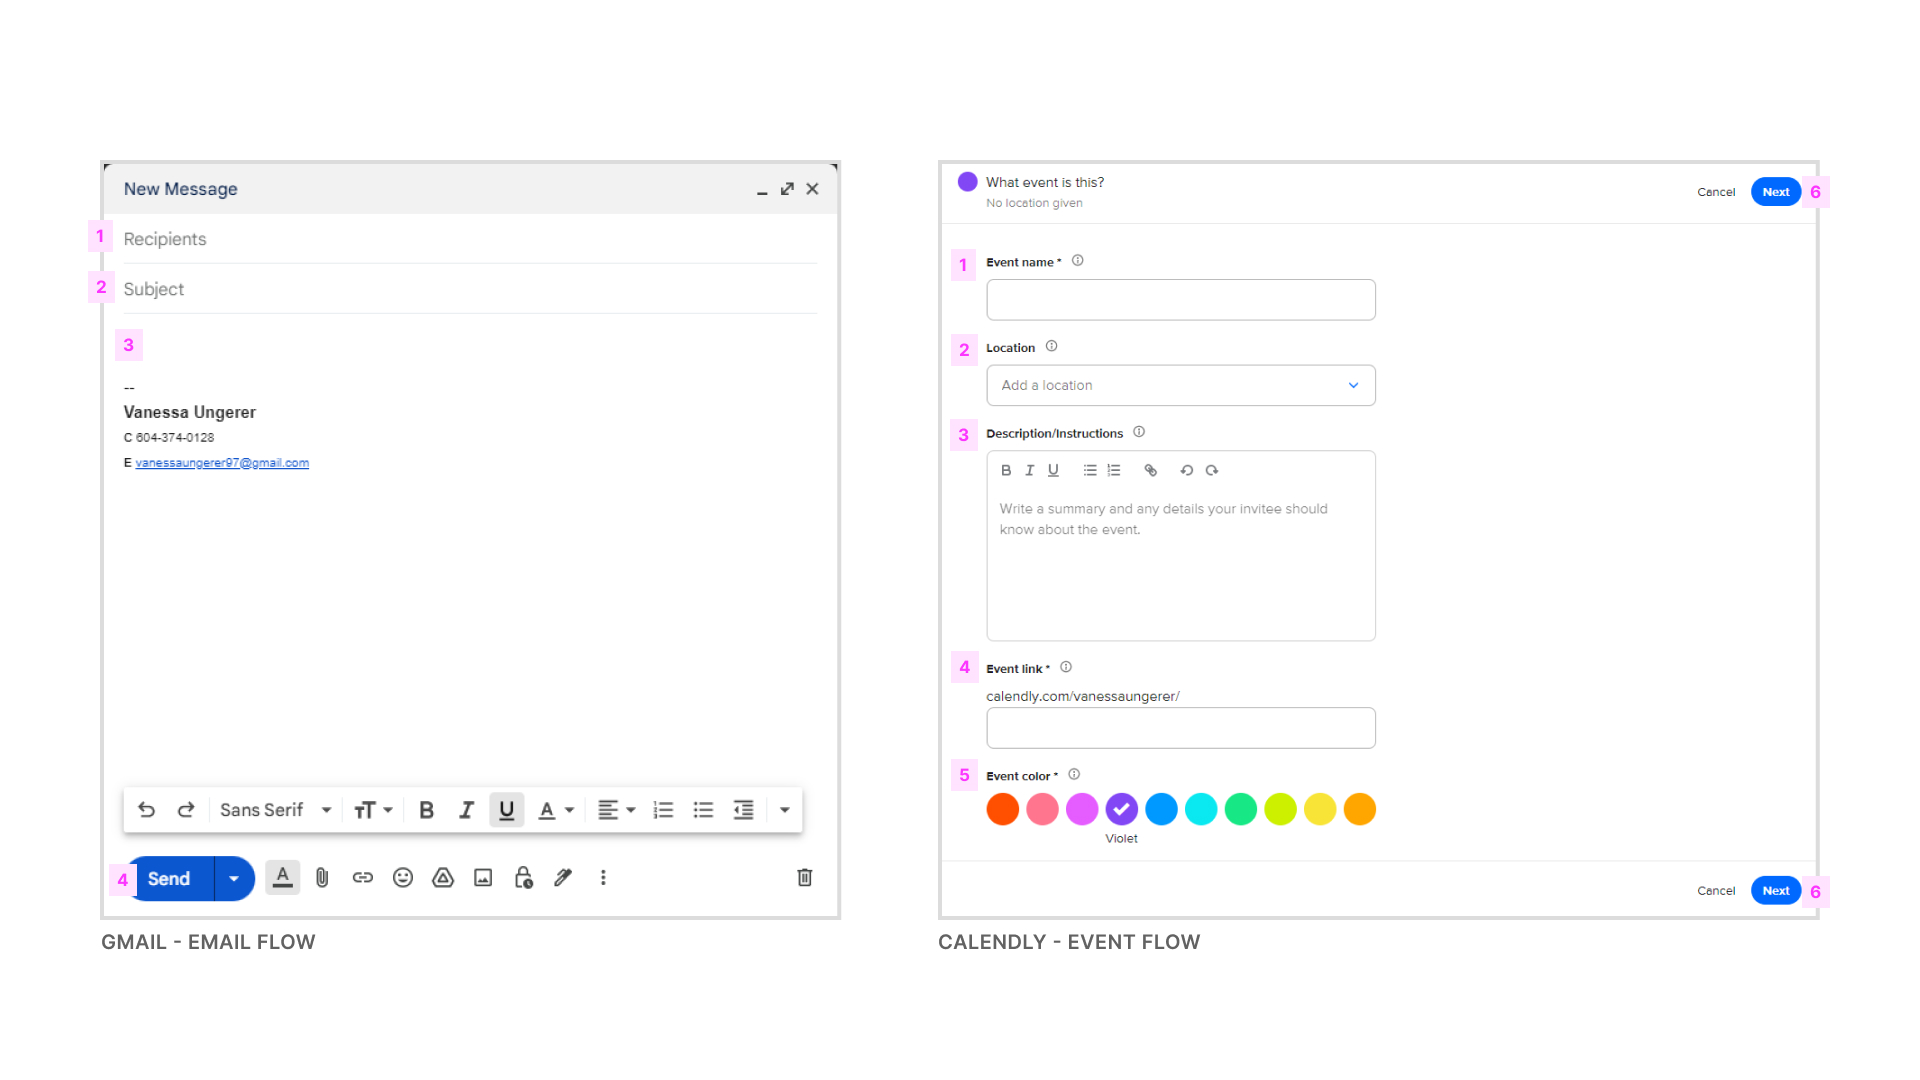 New Message
1
Recipients
2
Subject
3
--
Vanessa Ungerer
C 604-374-0128
E vanessaungerer97@gmail.com
Sans Serif
4
Send
GMAIL - EMAIL FLOW
What event is this?
No location given
Cancel
Next
6
1
Event name *
2
Location
Add a location
3
Description/Instructions
B I U
Write a summary and any details your invitee should
know about the event.
4
Event link *
calendly.com/vanessaungerer/
5
Event color *
Violet
Cancel
Next
6
CALENDLY - EVENT FLOW